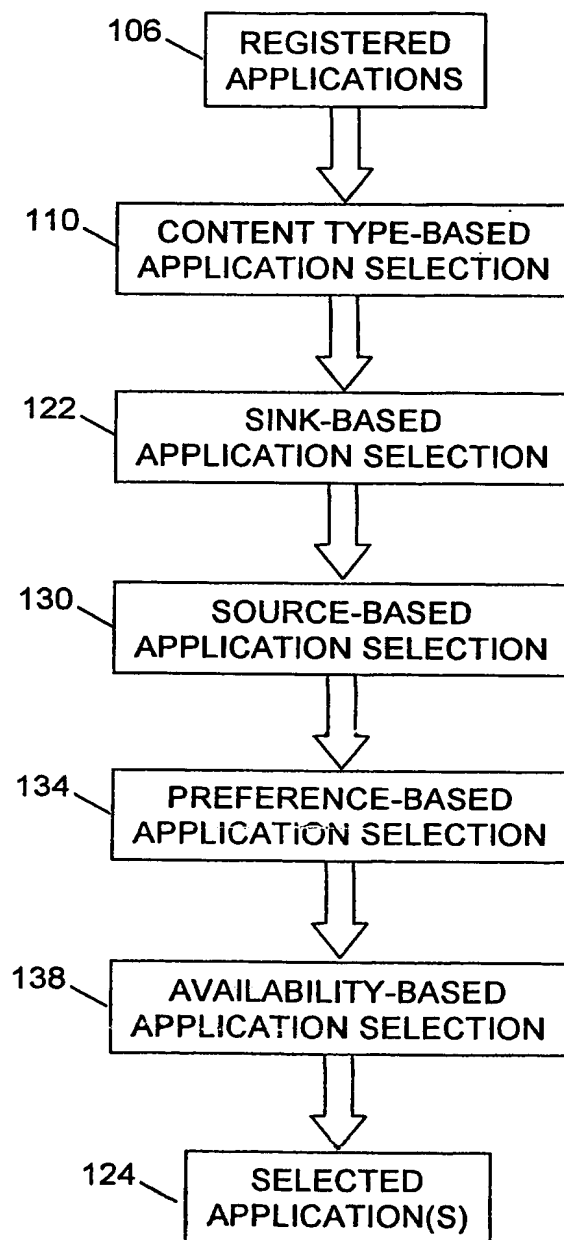 106
REGISTERED
APPLICATIONS
110
CONTENT TYPE-BASED
APPLICATION SELECTION
122
SINK-BASED
APPLICATION SELECTION
130
SOURCE-BASED
APPLICATION SELECTION
134
PREFERENCE-BASED
APPLICATION SELECTION
138
AVAILABILITY-BASED
APPLICATION SELECTION
124
SELECTED
APPLICATION(S)